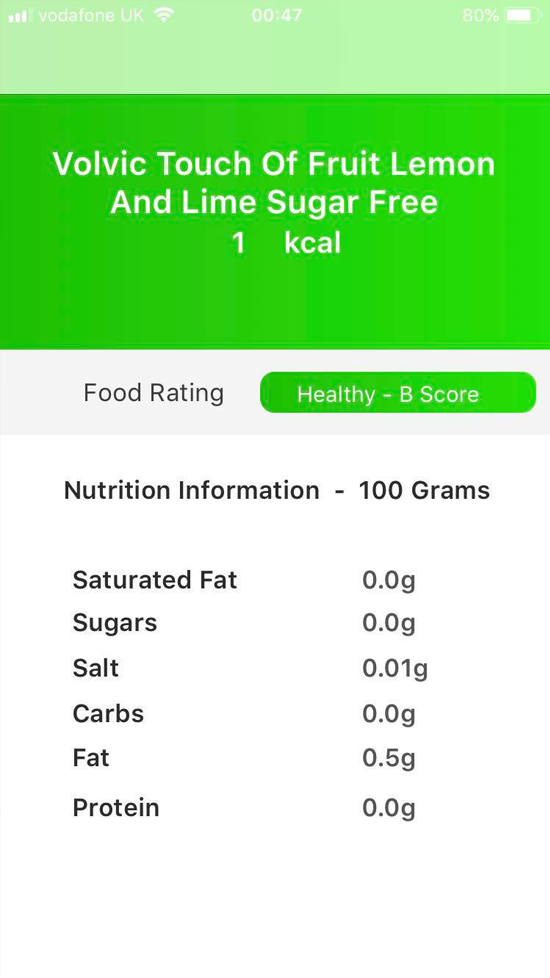 vodafone UK 00:47 80%
Volvic Touch Of Fruit Lemon
And Lime Sugar Free
1 kcal
Food Rating Healthy - B Score
Nutrition Information - 100 Grams
Saturated Fat 0.0g
Sugars 0.0g
Salt 0.01g
Carbs 0.0g
Fat 0.5g
Protein 0.0g